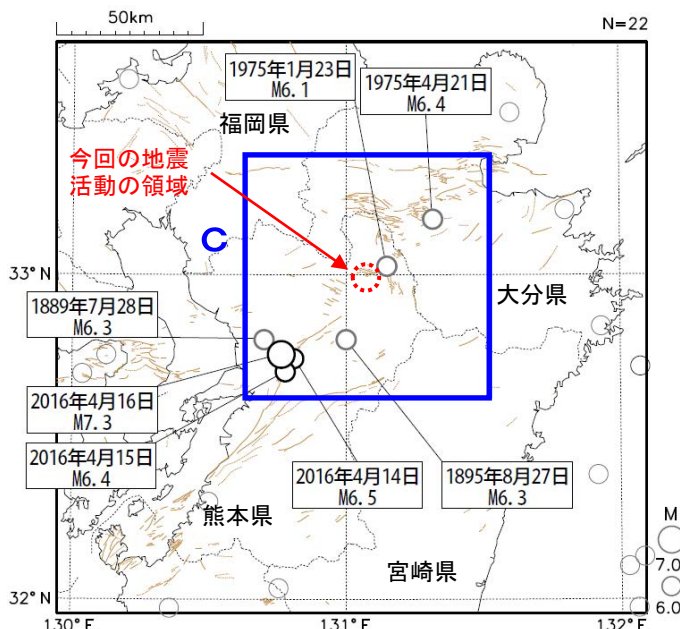 50km
N=22
1975年1月23日
M6.1
1975年4月21日
M6.4
福岡県
今回の地震
活動の領域
C
33°N
大分県
1889年7月28日
M6.3
2016年4月16日
M7.3
2016年4月15日
M6.4
2016年4月14日
M6.5
1895年8月27日
M6.3
熊本県
宮崎県
M
7.0
6.0
32°N
130°E
131°E
132°E